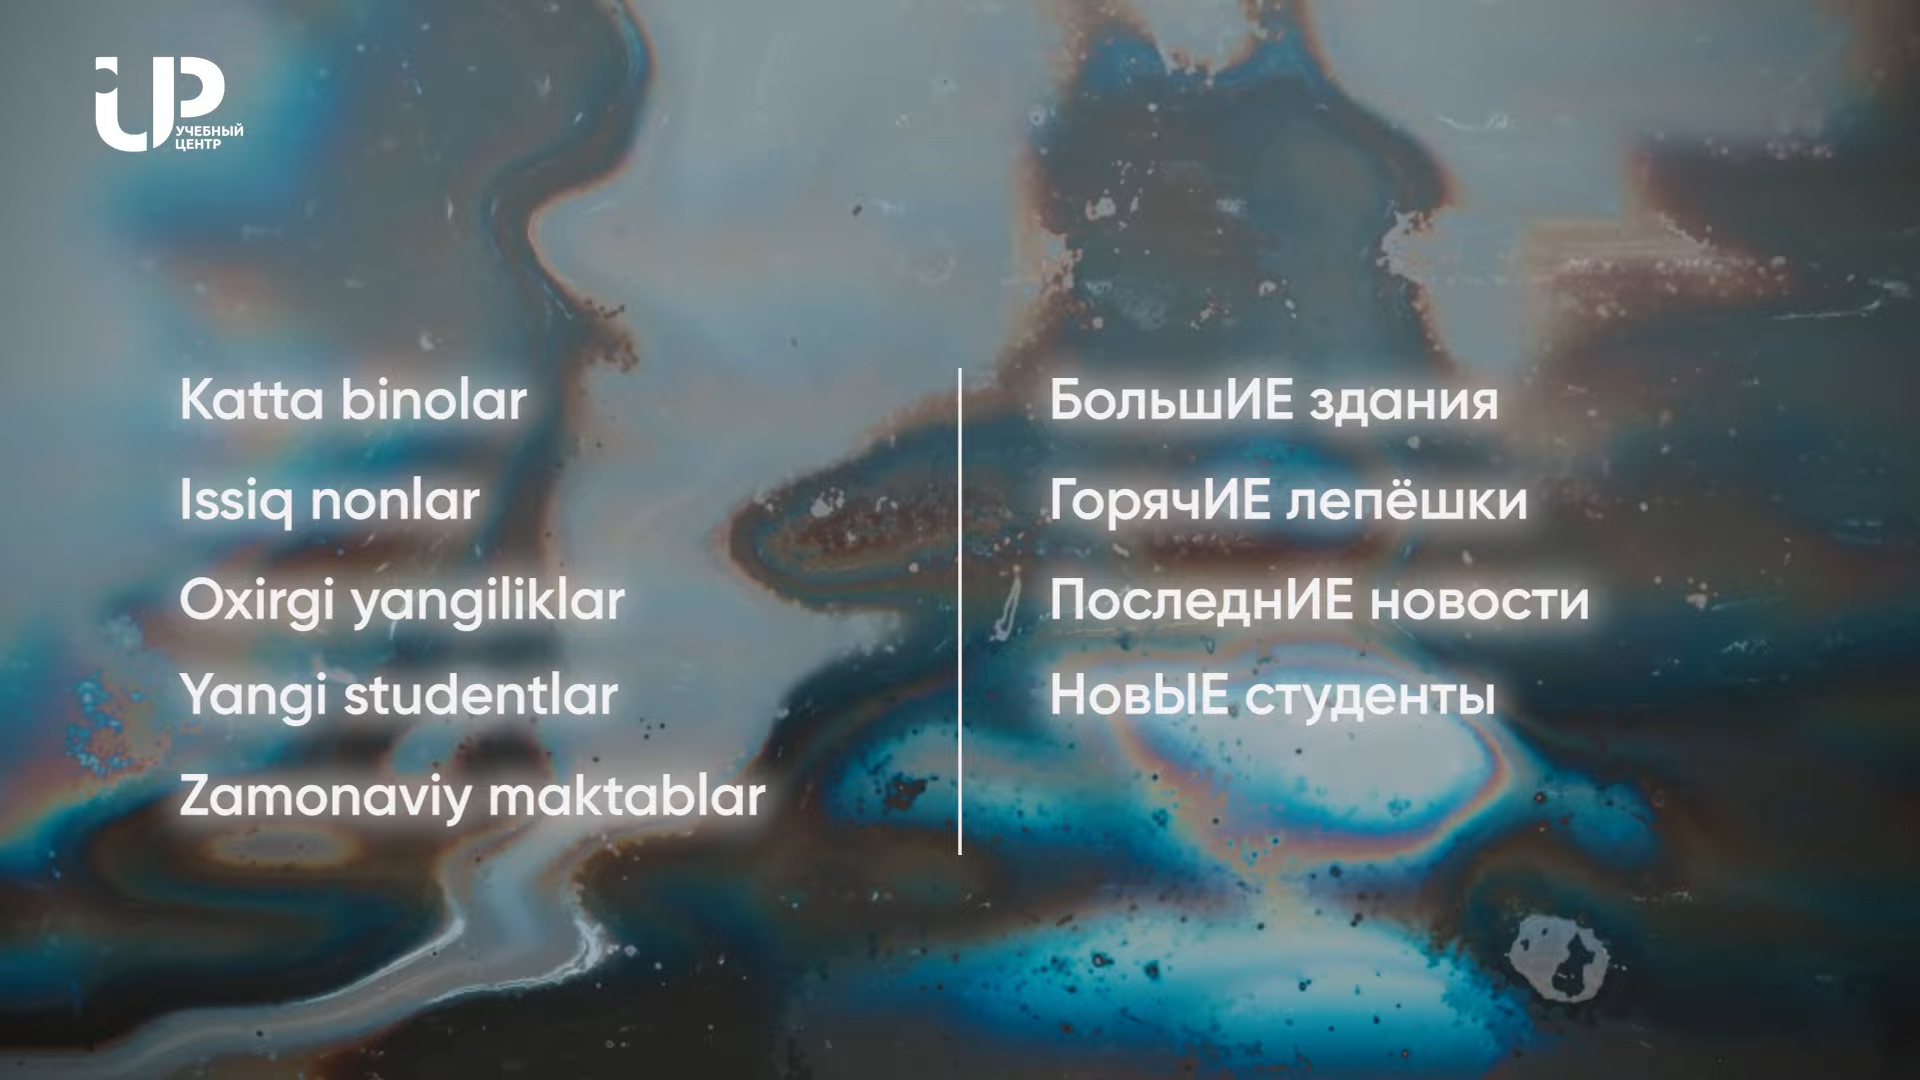 UP
УЧЕБНЫЙ
ЦЕНТР
Katta binolar
Issiq nonlar
Oxirgi yangiliklar
Yangi studentlar
Zamonaviy maktablar
БольшИЕ здания
ГорячИЕ лепёшки
ПоследнИЕ новости
НовЫЕ студенты